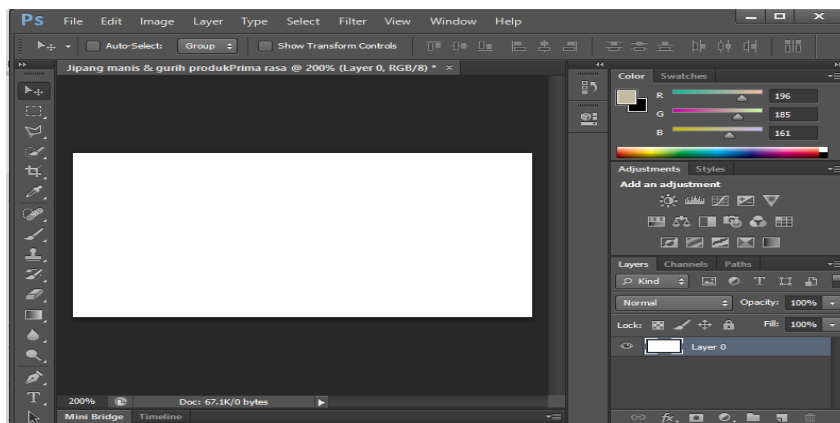 Ps File Edit Image Layer Type Select Filter View Window Help
Auto-Select: Group Show Transform Controls
Jipang manis & gurih produkPrima rasa @ 200% (Layer 0, RGB/8) * ×
Color Swatches
R 196
G 185
B 161
Adjustments Styles
Add an adjustment
Layers Channels Paths
Kind
Normal Opacity: 100%
Lock: Fill: 100%
Layer 0
200% Doc: 67.1K/0 bytes
Mini Bridge Timeline
fx.